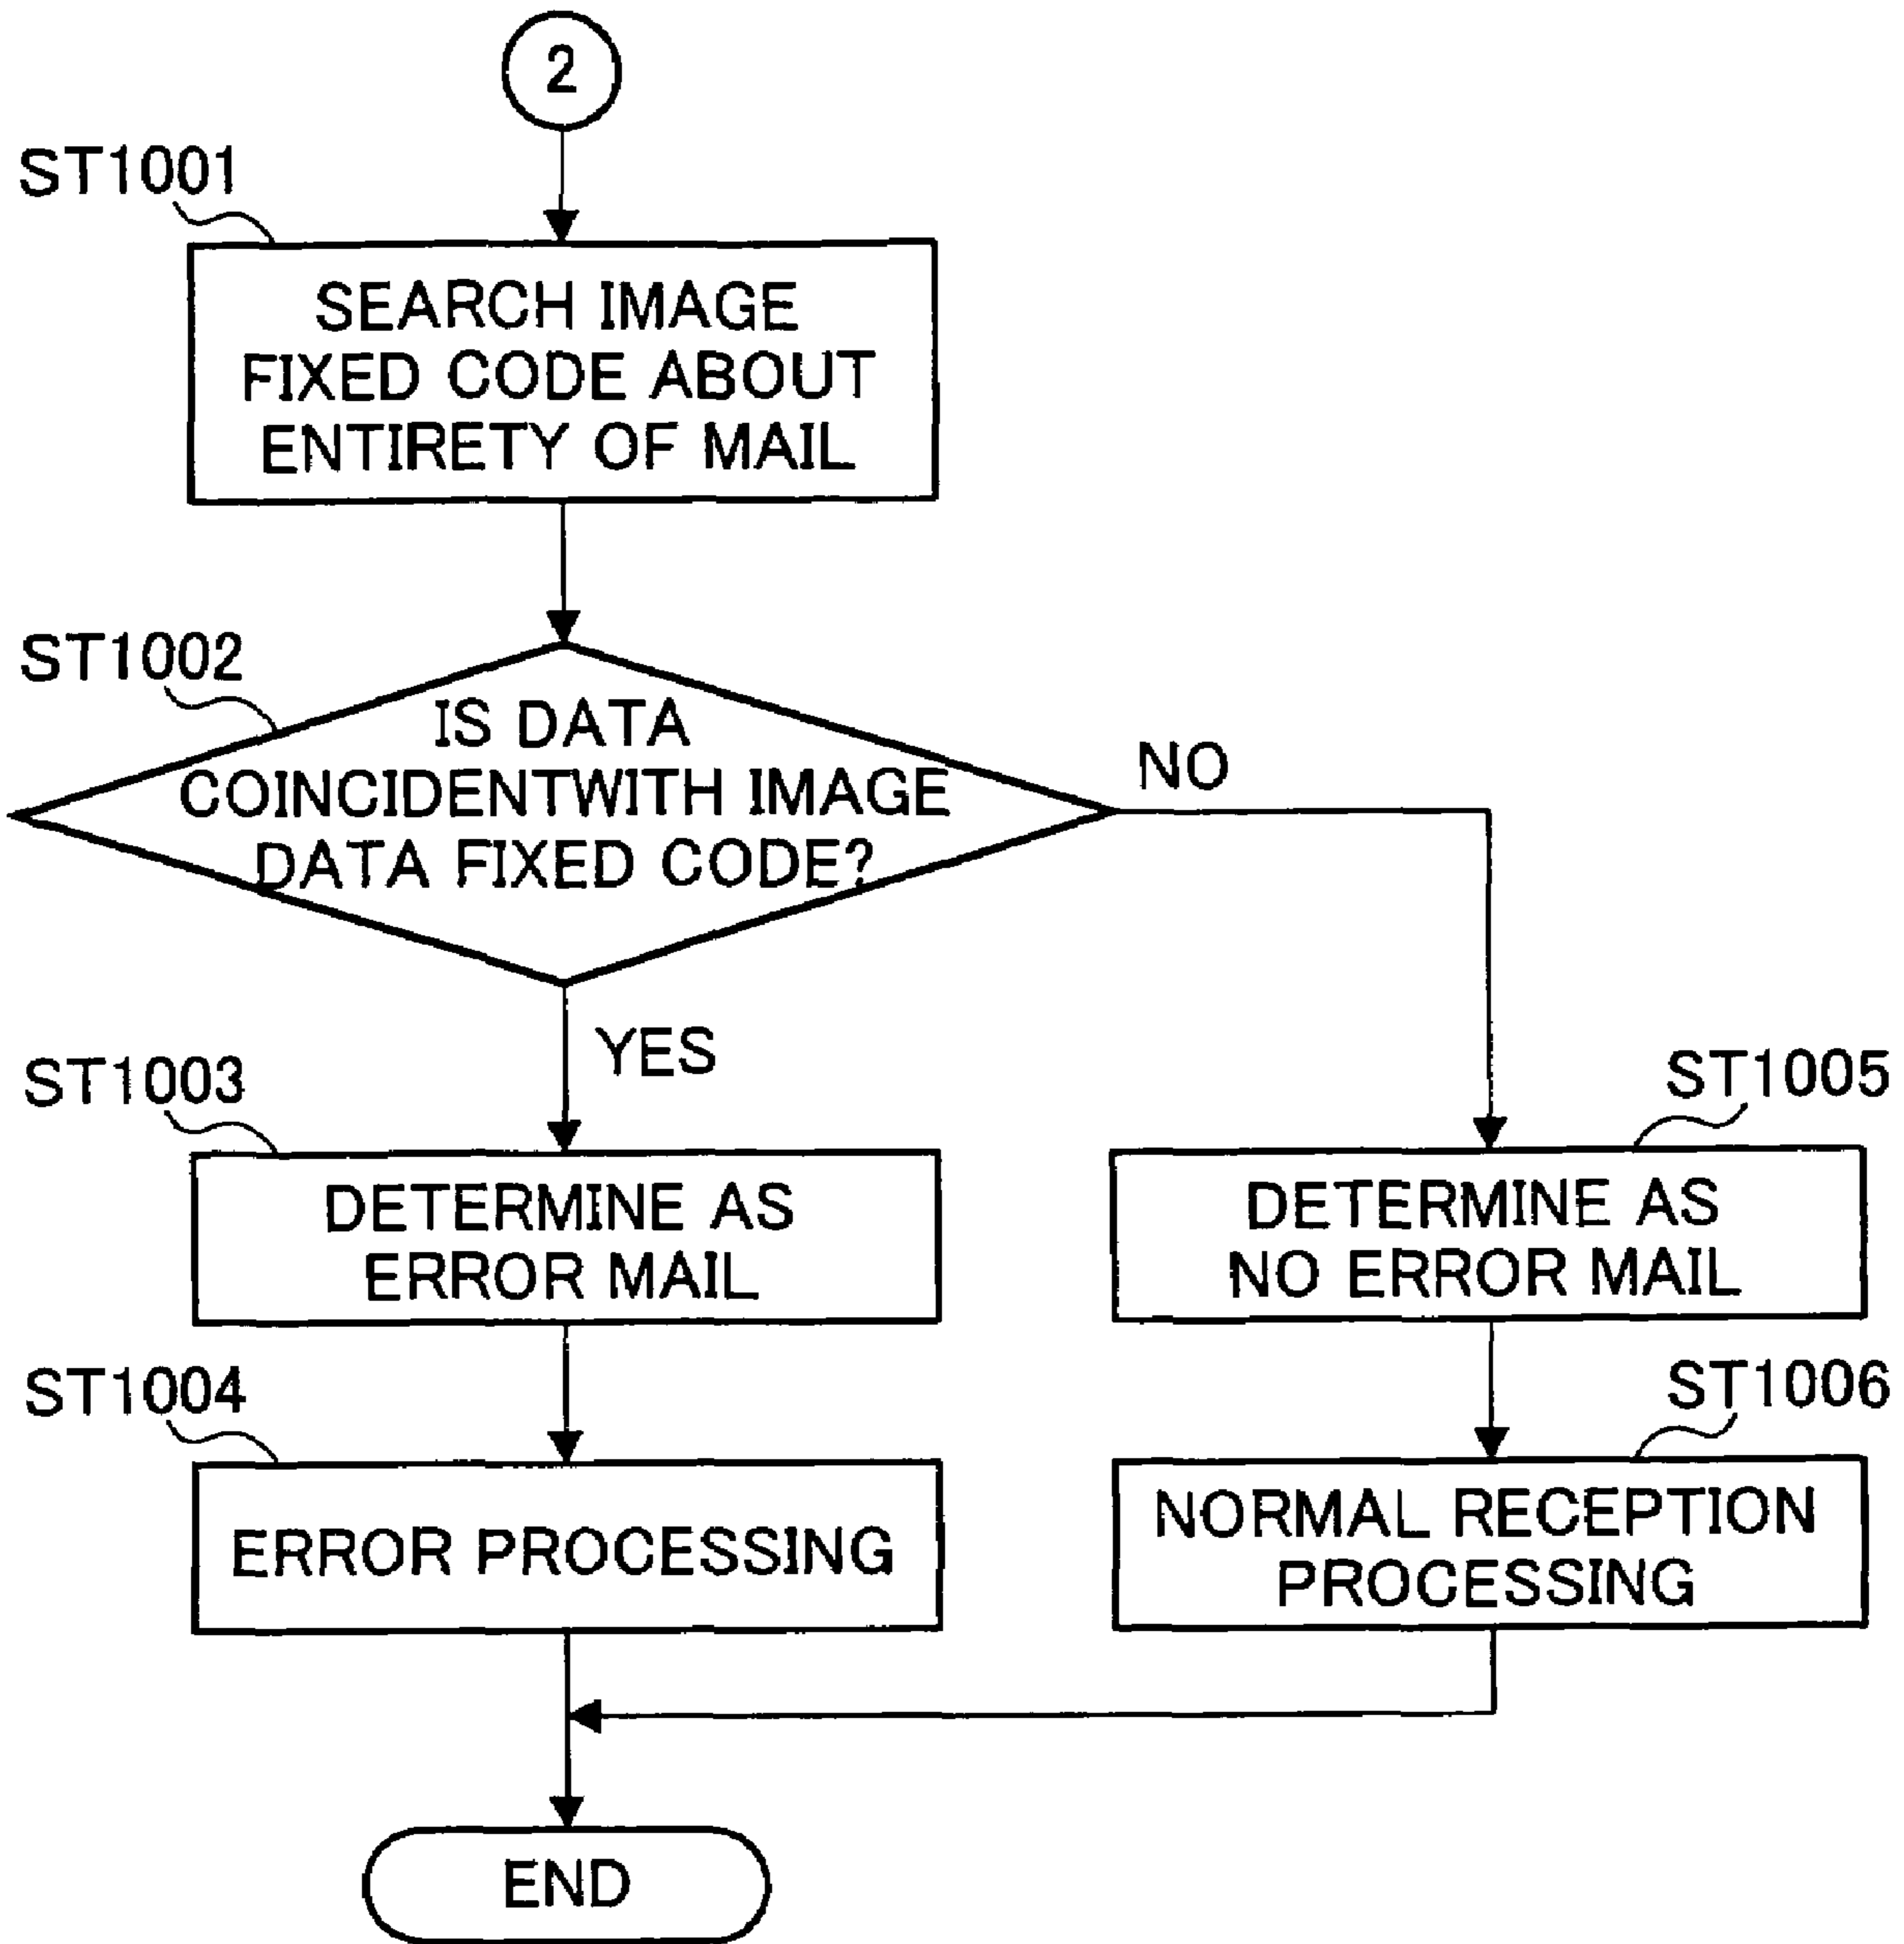 2
ST1001
SEARCH IMAGE
FIXED CODE ABOUT
ENTIRETY OF MAIL
ST1002
IS DATA
COINCIDENTWITH IMAGE
DATA FIXED CODE?
NO
YES
ST1003
DETERMINE AS
ERROR MAIL
ST1005
DETERMINE AS
NO ERROR MAIL
ST1004
ERROR PROCESSING
ST1006
NORMAL RECEPTION
PROCESSING
END